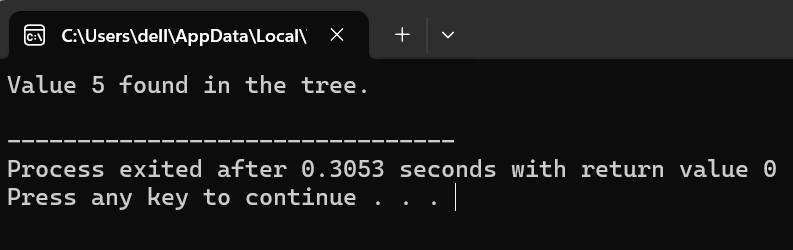 C:\Users\dell\AppData\Local\
Value 5 found in the tree.
--------------------------------
Process exited after 0.3053 seconds with return value 0
Press any key to continue . . .